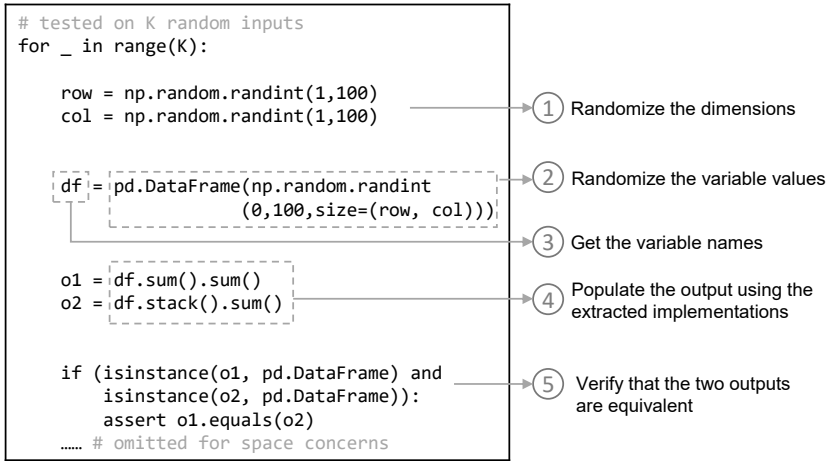 # tested on K random inputs
for _ in range(K):
row = np.random.randint(1,100)
col = np.random.randint(1,100)
1 Randomize the dimensions
df = pd.DataFrame(np.random.randint
(0,100,size=(row, col)))
2 Randomize the variable values
3 Get the variable names
o1 = df.sum().sum()
o2 = df.stack().sum()
4 Populate the output using the
extracted implementations
if (isinstance(o1, pd.DataFrame) and
isinstance(o2, pd.DataFrame)):
assert o1.equals(o2)
…… # omitted for space concerns
5 Verify that the two outputs
are equivalent